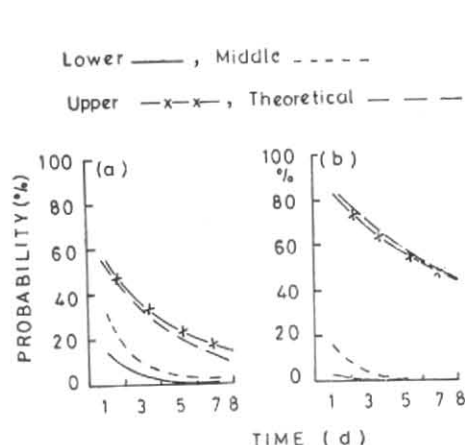 Lower ———, Middle - - - - -
Upper —x—x—, Theoretical — — —
100 (a)
80
60
40
20
0
PROBABILITY (%)
1 3 5 7 8
100 (b)
%
80
60
40
20
0
1 3 5 7 8
TIME (d)